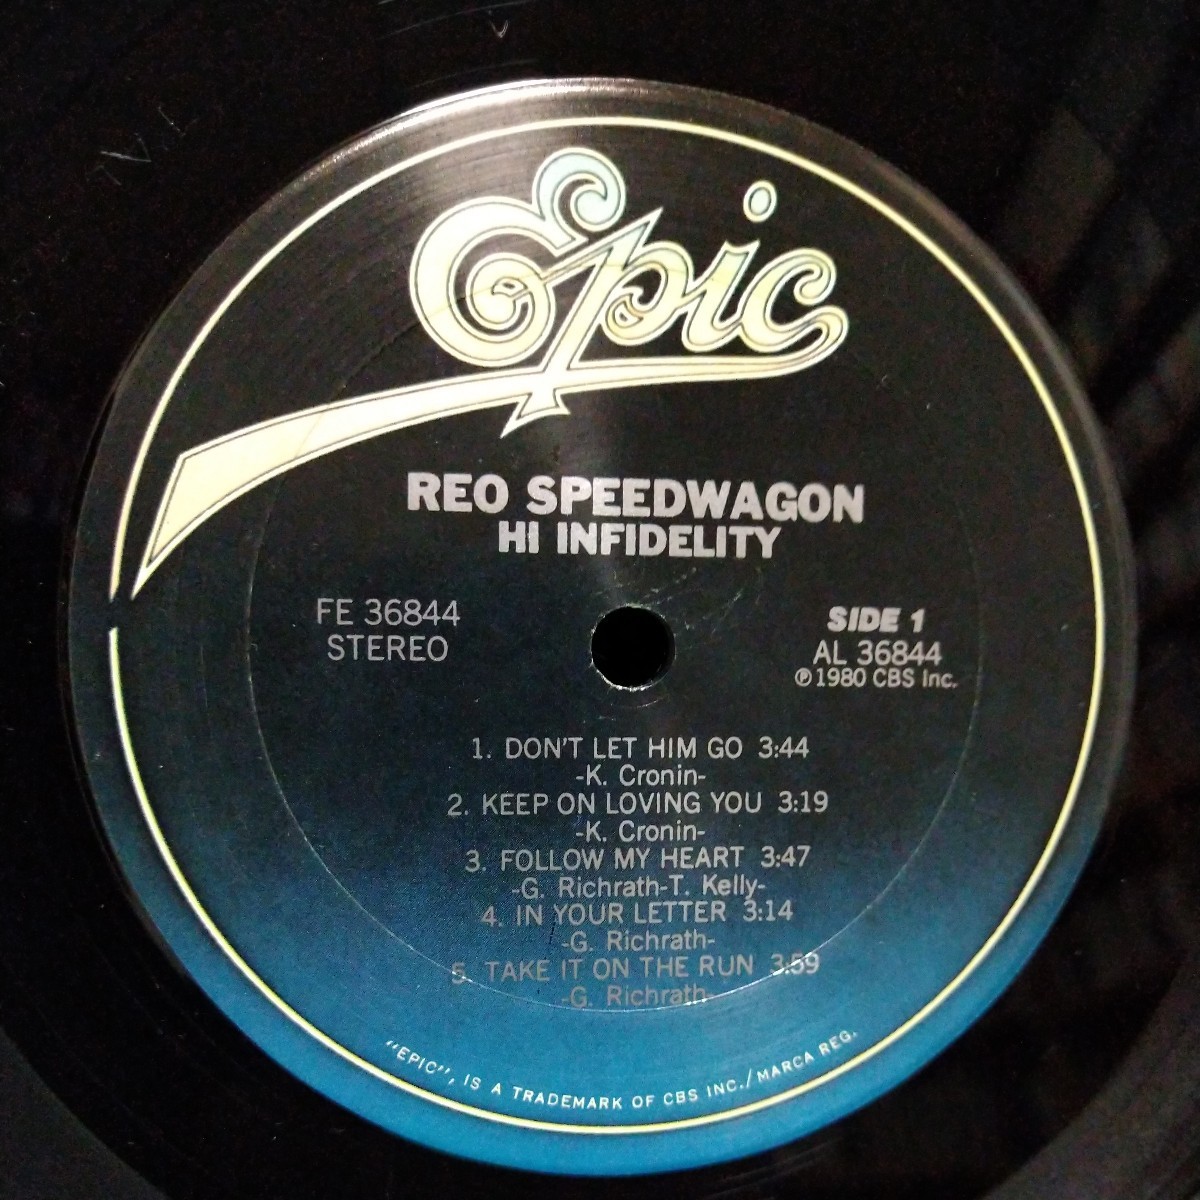 Epic
REO SPEEDWAGON
HI INFIDELITY
FE 36844
STEREO
SIDE 1
AL 36844
℗1980 CBS Inc.
1. DON'T LET HIM GO 3:44
-K. Cronin-
2. KEEP ON LOVING YOU 3:19
-K. Cronin-
3. FOLLOW MY HEART 3:47
-G. Richrath-T. Kelly-
4. IN YOUR LETTER 3:14
-G. Richrath-
5. TAKE IT ON THE RUN 3:59
-G. Richrath-
"EPIC", IS A TRADEMARK OF CBS INC./MARCA REG.